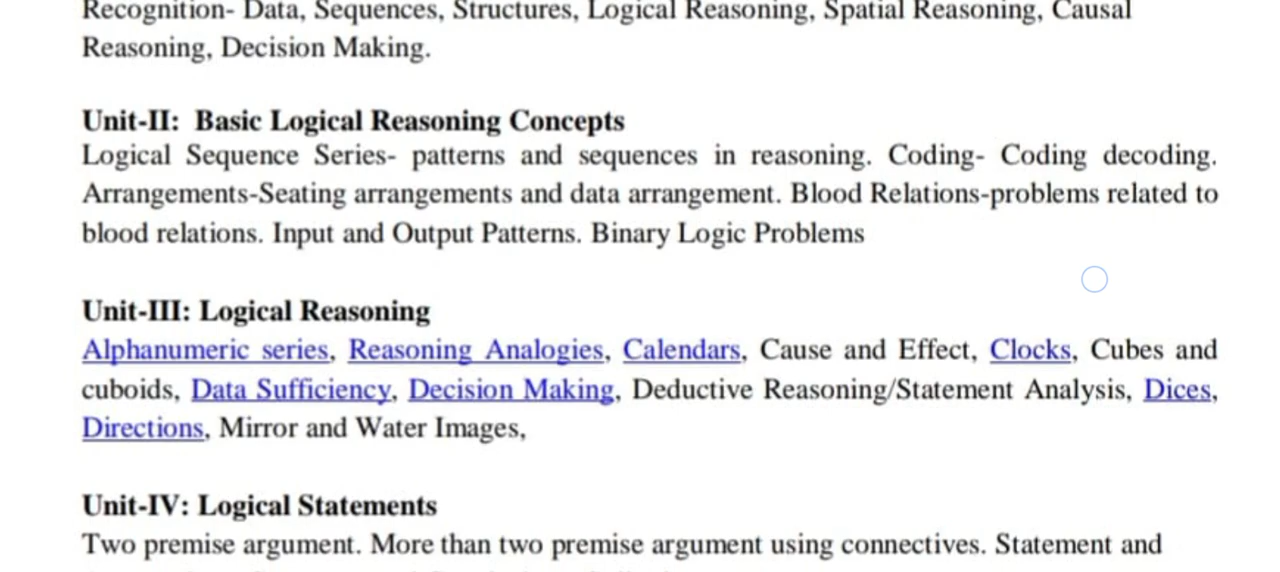 Recognition- Data, Sequences, Structures, Logical Reasoning, Spatial Reasoning, Causal
Reasoning, Decision Making.
Unit-II: Basic Logical Reasoning Concepts
Logical Sequence Series- patterns and sequences in reasoning. Coding- Coding decoding.
Arrangements-Seating arrangements and data arrangement. Blood Relations-problems related to
blood relations. Input and Output Patterns. Binary Logic Problems
Unit-III: Logical Reasoning
Alphanumeric series, Reasoning Analogies, Calendars, Cause and Effect, Clocks, Cubes and
cuboids, Data Sufficiency, Decision Making, Deductive Reasoning/Statement Analysis, Dices,
Directions, Mirror and Water Images,
Unit-IV: Logical Statements
Two premise argument. More than two premise argument using connectives. Statement and